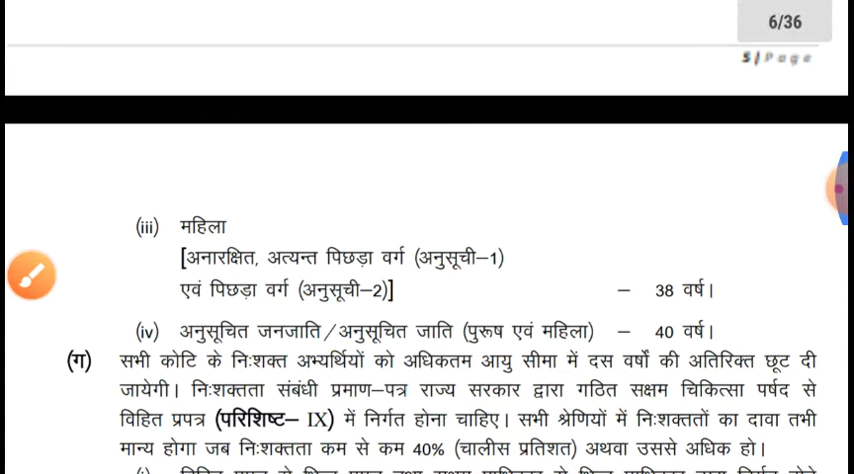 6/36
5 | P a g e
(iii) महिला
[अनारक्षित, अत्यन्त पिछड़ा वर्ग (अनुसूची–1)
एवं पिछड़ा वर्ग (अनुसूची–2)] – 38 वर्ष।
(iv) अनुसूचित जनजाति/अनुसूचित जाति (पुरूष एवं महिला) – 40 वर्ष।
(ग) सभी कोटि के निःशक्त अभ्यर्थियों को अधिकतम आयु सीमा में दस वर्षों की अतिरिक्त छूट दी
जायेगी। निःशक्तता संबंधी प्रमाण–पत्र राज्य सरकार द्वारा गठित सक्षम चिकित्सा पर्षद से
विहित प्रपत्र (परिशिष्ट– IX) में निर्गत होना चाहिए। सभी श्रेणियों में निःशक्ततों का दावा तभी
मान्य होगा जब निःशक्तता कम से कम 40% (चालीस प्रतिशत) अथवा उससे अधिक हो।